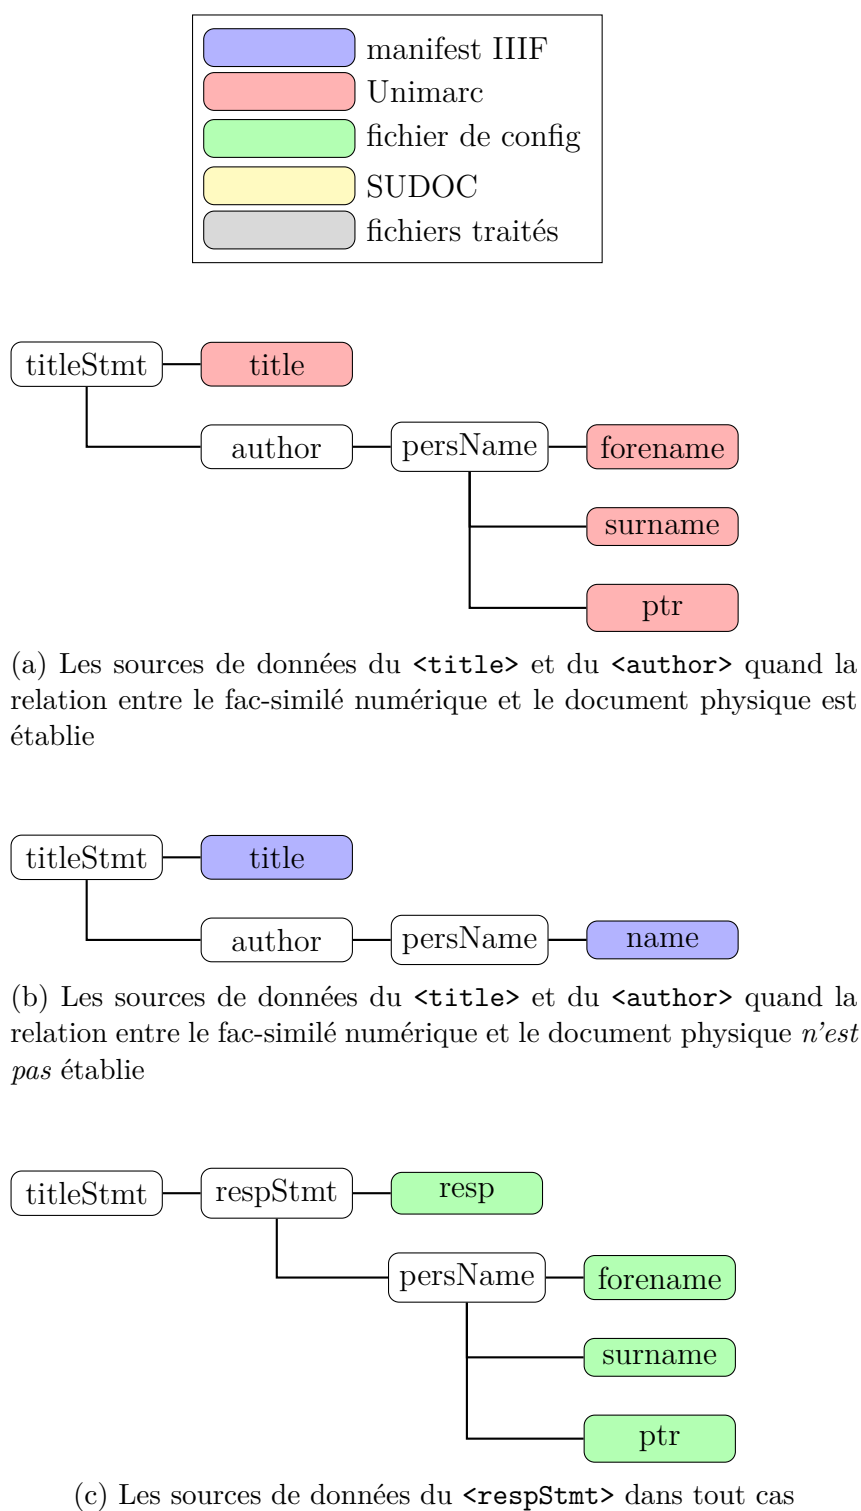 manifest IIIF
Unimarc
fichier de config
SUDOC
fichiers traités
titleStmt title
author persName forename
surname
ptr
(a) Les sources de données du <title> et du <author> quand la
relation entre le fac-similé numérique et le document physique est
établie
titleStmt title
author persName name
(b) Les sources de données du <title> et du <author> quand la
relation entre le fac-similé numérique et le document physique n'est
pas établie
titleStmt respStmt resp
persName forename
surname
ptr
(c) Les sources de données du <respStmt> dans tout cas